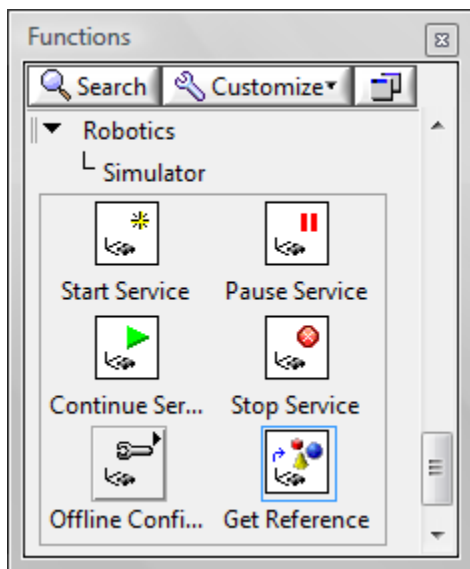 Functions
Search Customize
Robotics
Simulator
Start Service Pause Service
Continue Ser... Stop Service
Offline Confi... Get Reference